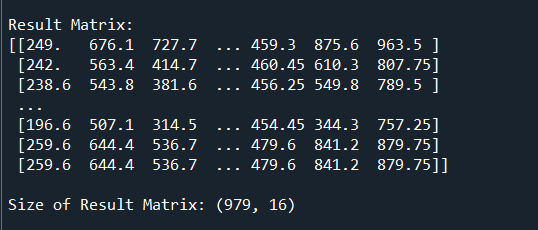 Result Matrix:
[[249.   676.1  727.7  ... 459.3  875.6  963.5 ]
 [242.   563.4  414.7  ... 460.45 610.3  807.75]
 [238.6  543.8  381.6  ... 456.25 549.8  789.5 ]
 ...
 [196.6  507.1  314.5  ... 454.45 344.3  757.25]
 [259.6  644.4  536.7  ... 479.6  841.2  879.75]
 [259.6  644.4  536.7  ... 479.6  841.2  879.75]]
Size of Result Matrix: (979, 16)